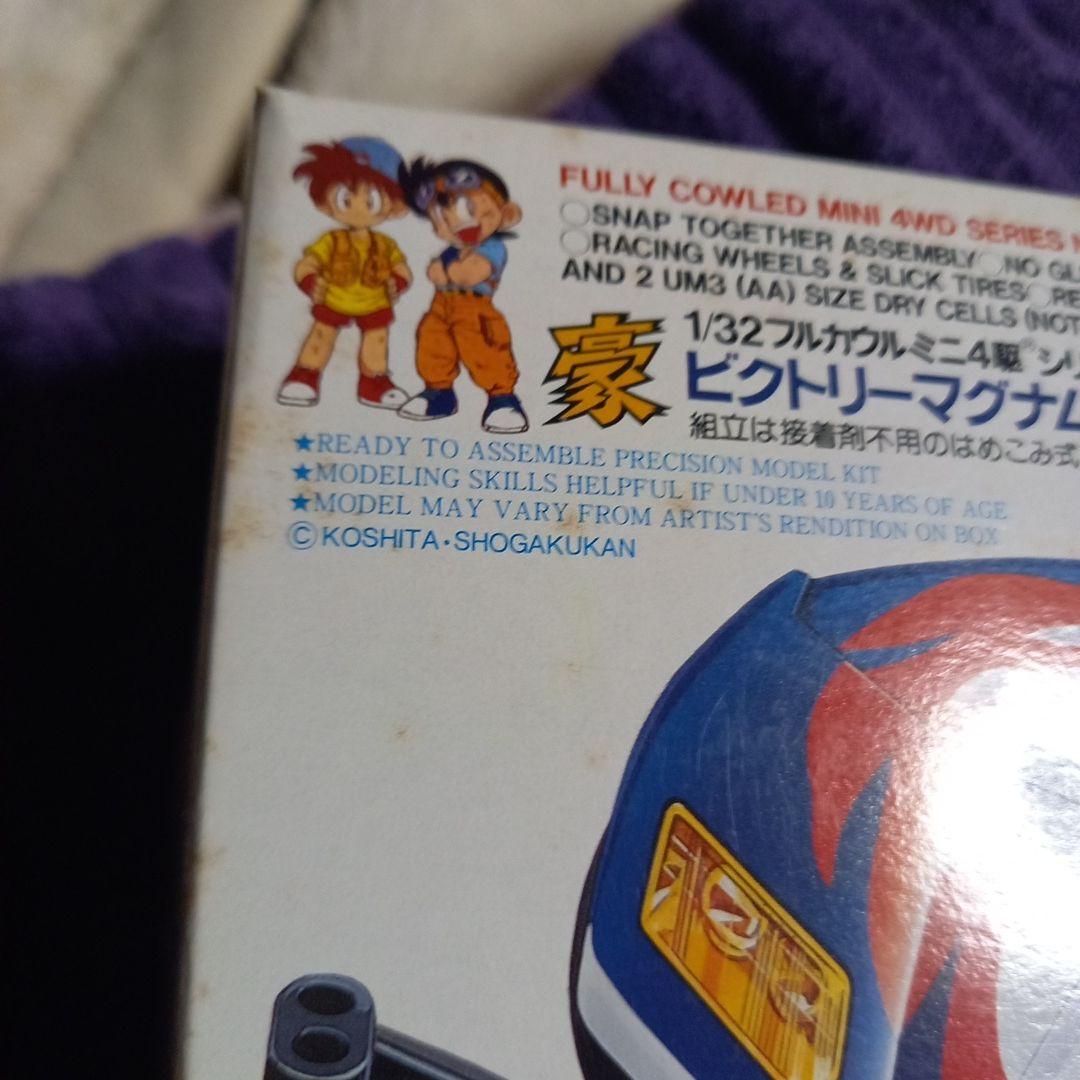 FULLY COWLED MINI 4WD SERIES
○SNAP TOGETHER ASSEMBLY○NO
○RACING WHEELS & SLICK TIRES○
AND 2 UM3 (AA) SIZE DRY CELLS (NOT
豪
1/32フルカウルミニ4駆®シリ
ビクトリーマグナム
組立は接着剤不用のはめこみ式
★READY TO ASSEMBLE PRECISION MODEL KIT
★MODELING SKILLS HELPFUL IF UNDER 10 YEARS OF AGE
★MODEL MAY VARY FROM ARTIST'S RENDITION ON BOX
©KOSHITA・SHOGAKUKAN